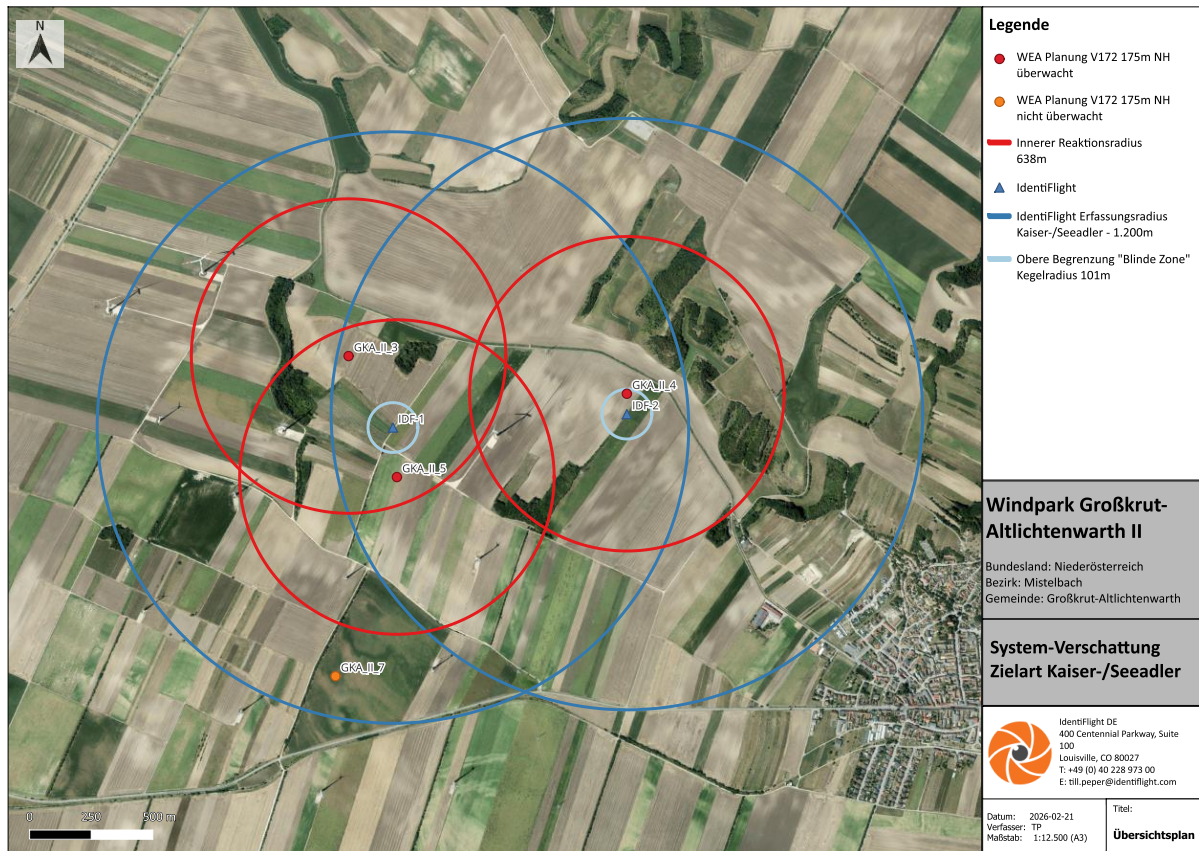 N
GKA_II_3
GKA_II_4
IDF-2
IDF-1
GKA_II_5
GKA_II_7
0 250 500 m
Legende
WEA Planung V172 175m NH
überwacht
WEA Planung V172 175m NH
nicht überwacht
Innerer Reaktionsradius
638m
IdentiFlight
IdentiFlight Erfassungsradius
Kaiser-/Seeadler - 1.200m
Obere Begrenzung "Blinde Zone"
Kegelradius 101m
Windpark Großkrut-
Altlichtenwarth II
Bundesland: Niederösterreich
Bezirk: Mistelbach
Gemeinde: Großkrut-Altlichtenwarth
System-Verschattung
Zielart Kaiser-/Seeadler
IdentiFlight DE
400 Centennial Parkway, Suite
100
Louisville, CO 80027
T: +49 (0) 40 228 973 00
E: till.peper@identiflight.com
Datum: 2026-02-21
Verfasser: TP
Maßstab: 1:12.500 (A3)
Titel:
Übersichtsplan